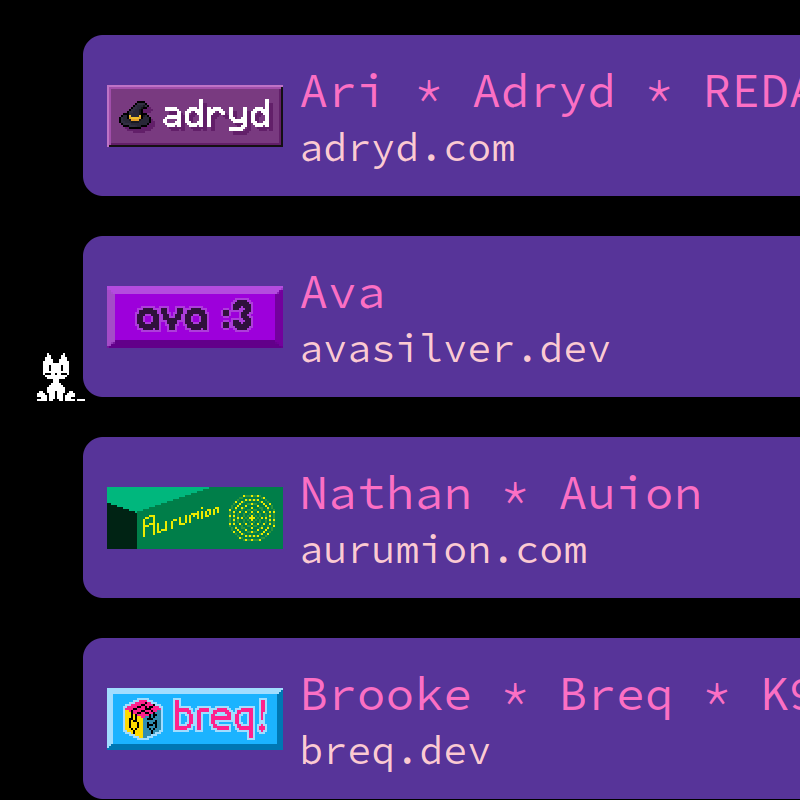 adryd
Ari * Adryd * REDA
adryd.com
ava :3
Ava
avasilver.dev
Aurumion
Nathan * Auion
aurumion.com
breq!
Brooke * Breq * K9
breq.dev